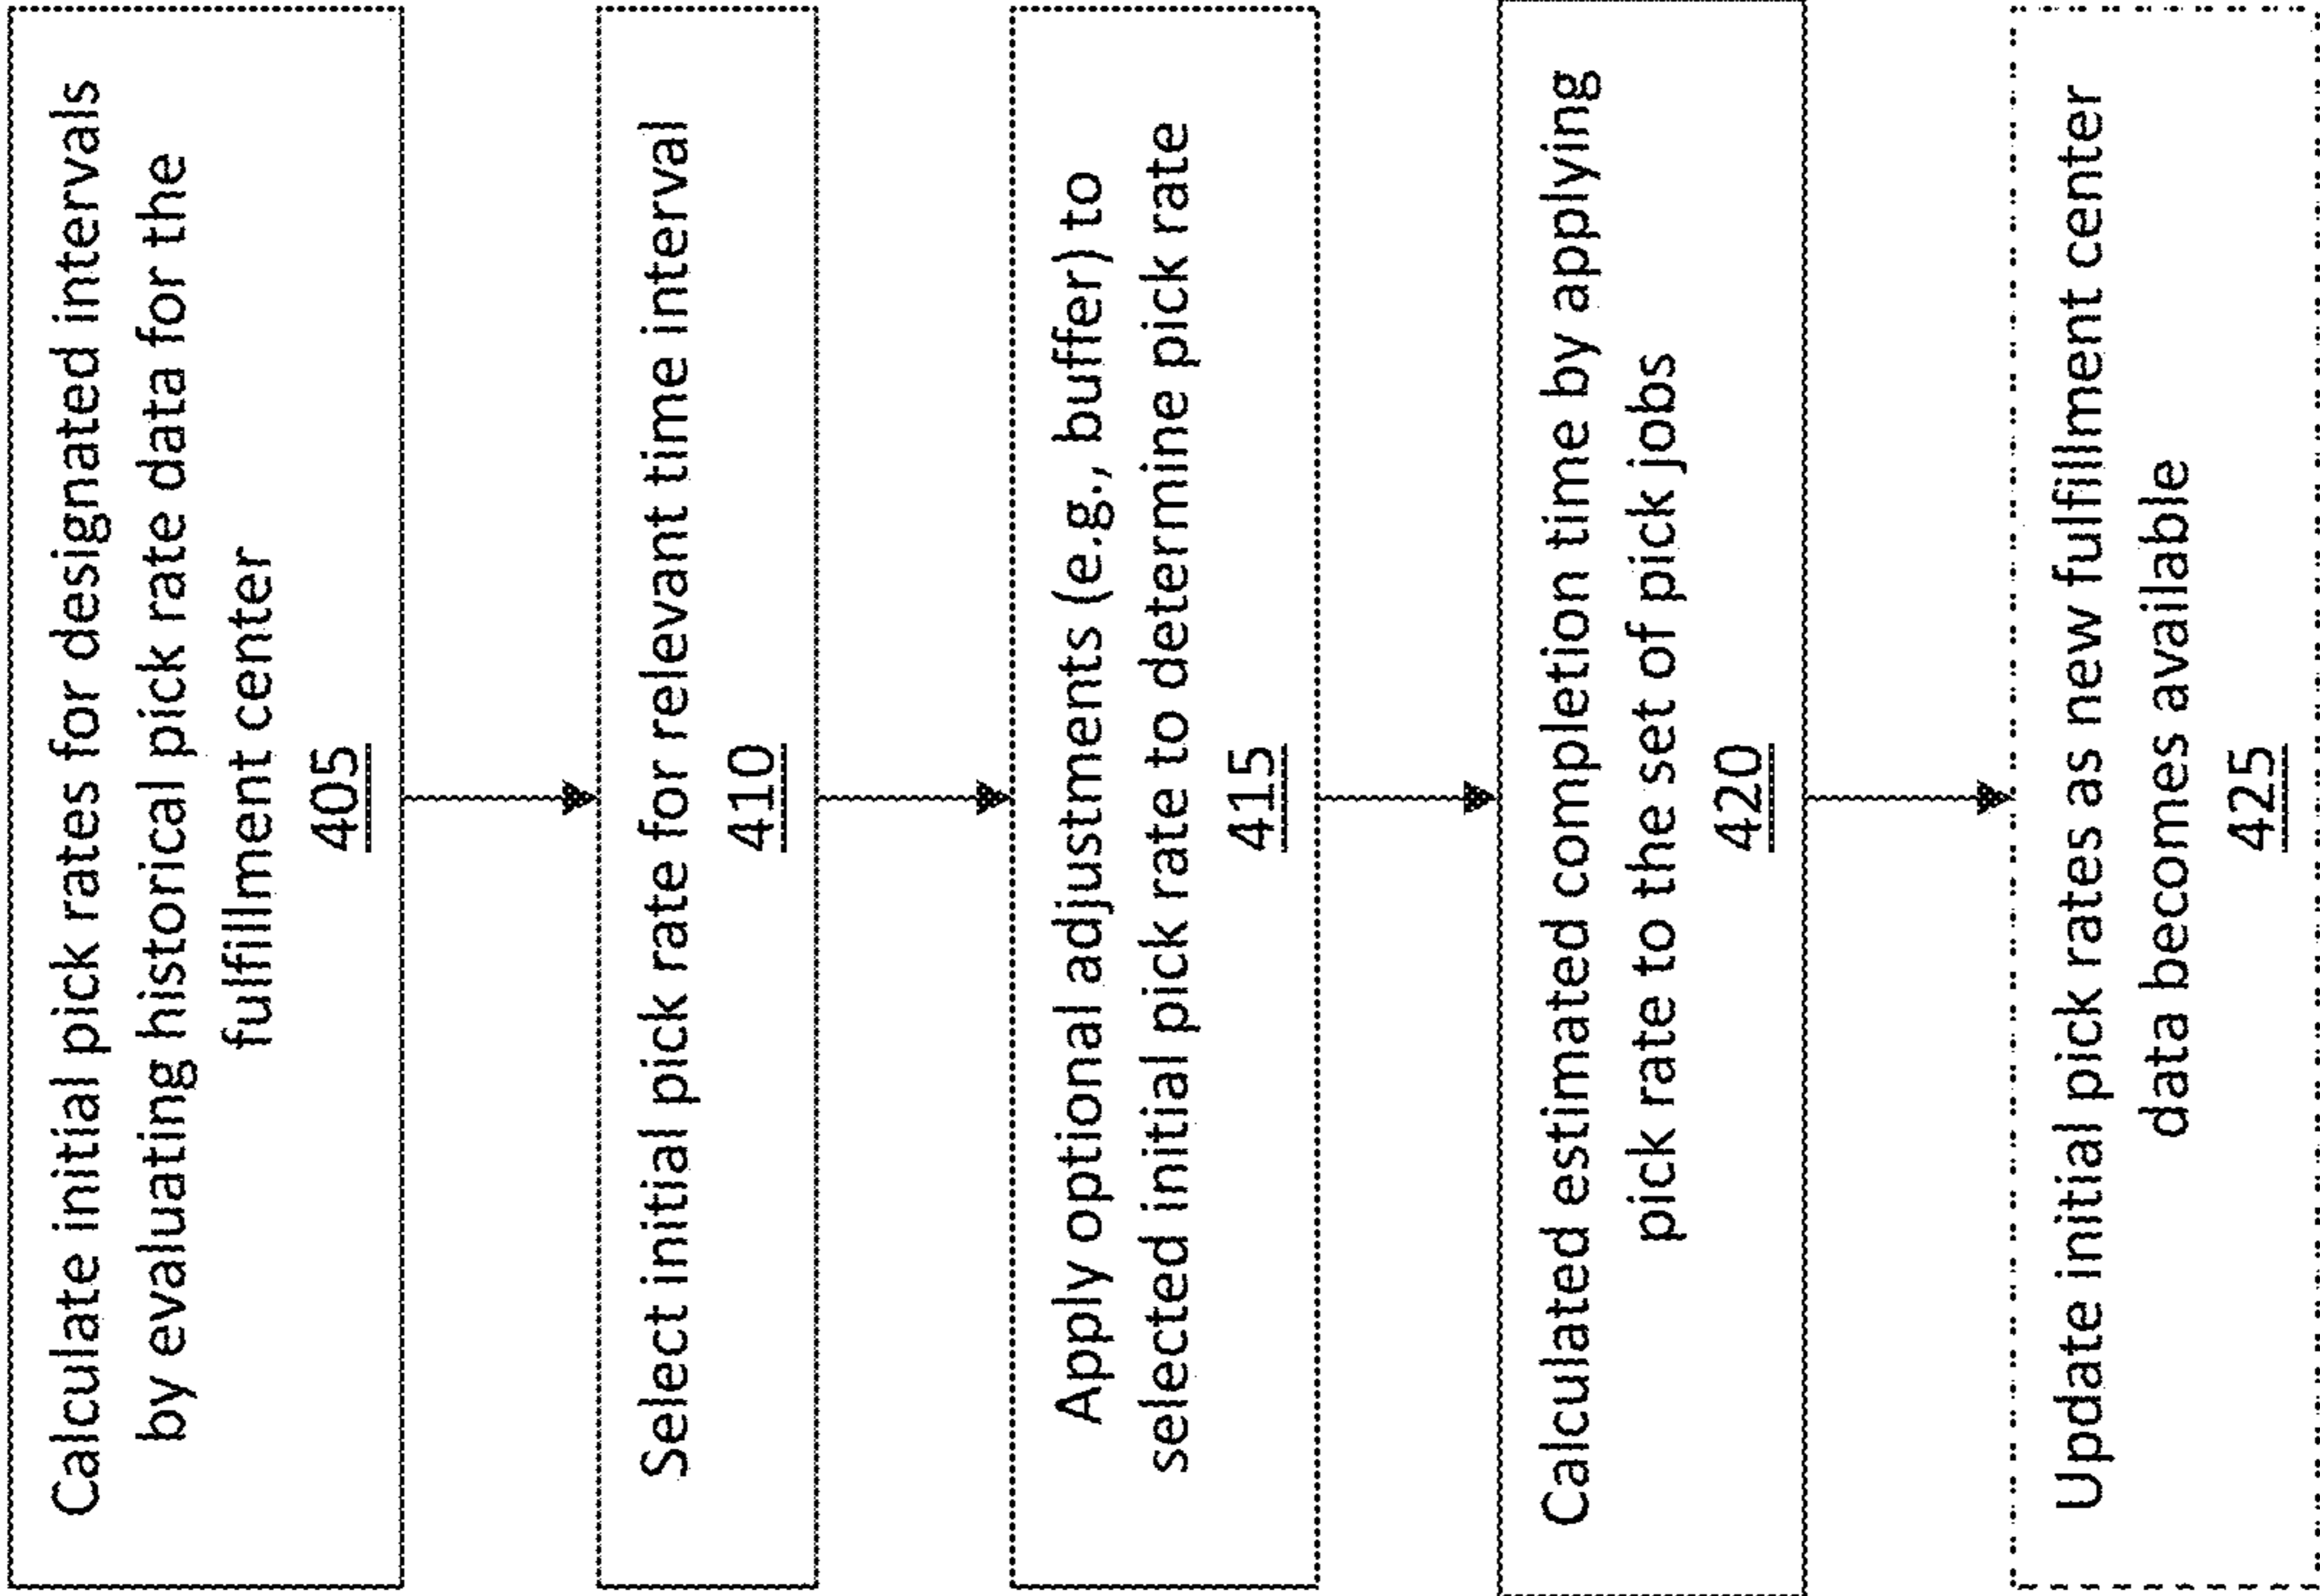 Calculate initial pick rates for designated intervals
by evaluating historical pick rate data for the
fulfillment center
405
Select initial pick rate for relevant time interval
410
Apply optional adjustments (e.g., buffer) to
selected initial pick rate to determine pick rate
415
Calculated estimated completion time by applying
pick rate to the set of pick jobs
420
Update initial pick rates as new fulfillment center
data becomes available
425